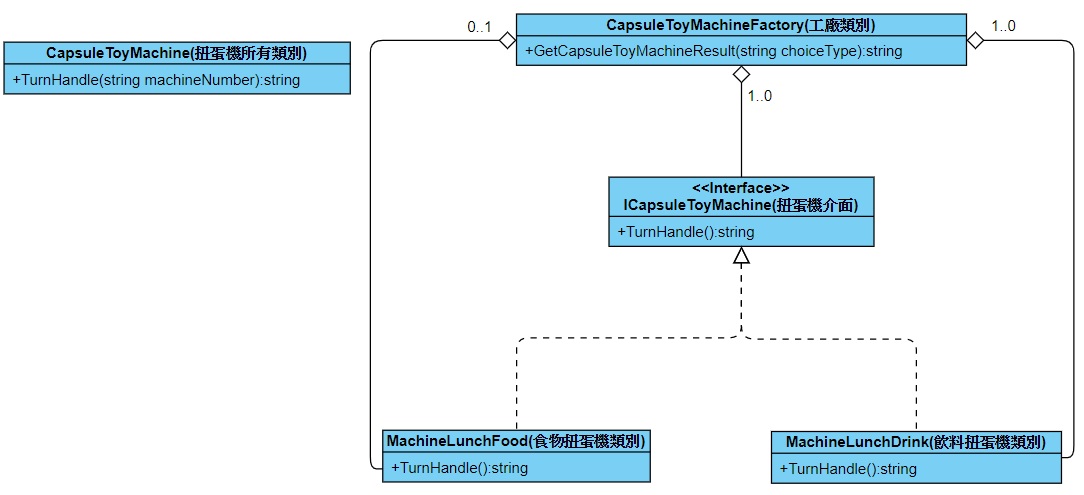 CapsuleToyMachine(扭蛋機所有類別)
+TurnHandle(string machineNumber):string
0..1
CapsuleToyMachineFactory(工廠類別)
+GetCapsuleToyMachineResult(string choiceType):string
1..0
1..0
<<Interface>>
ICapsuleToyMachine(扭蛋機介面)
+TurnHandle():string
MachineLunchFood(食物扭蛋機類別)
+TurnHandle():string
MachineLunchDrink(飲料扭蛋機類別)
+TurnHandle():string